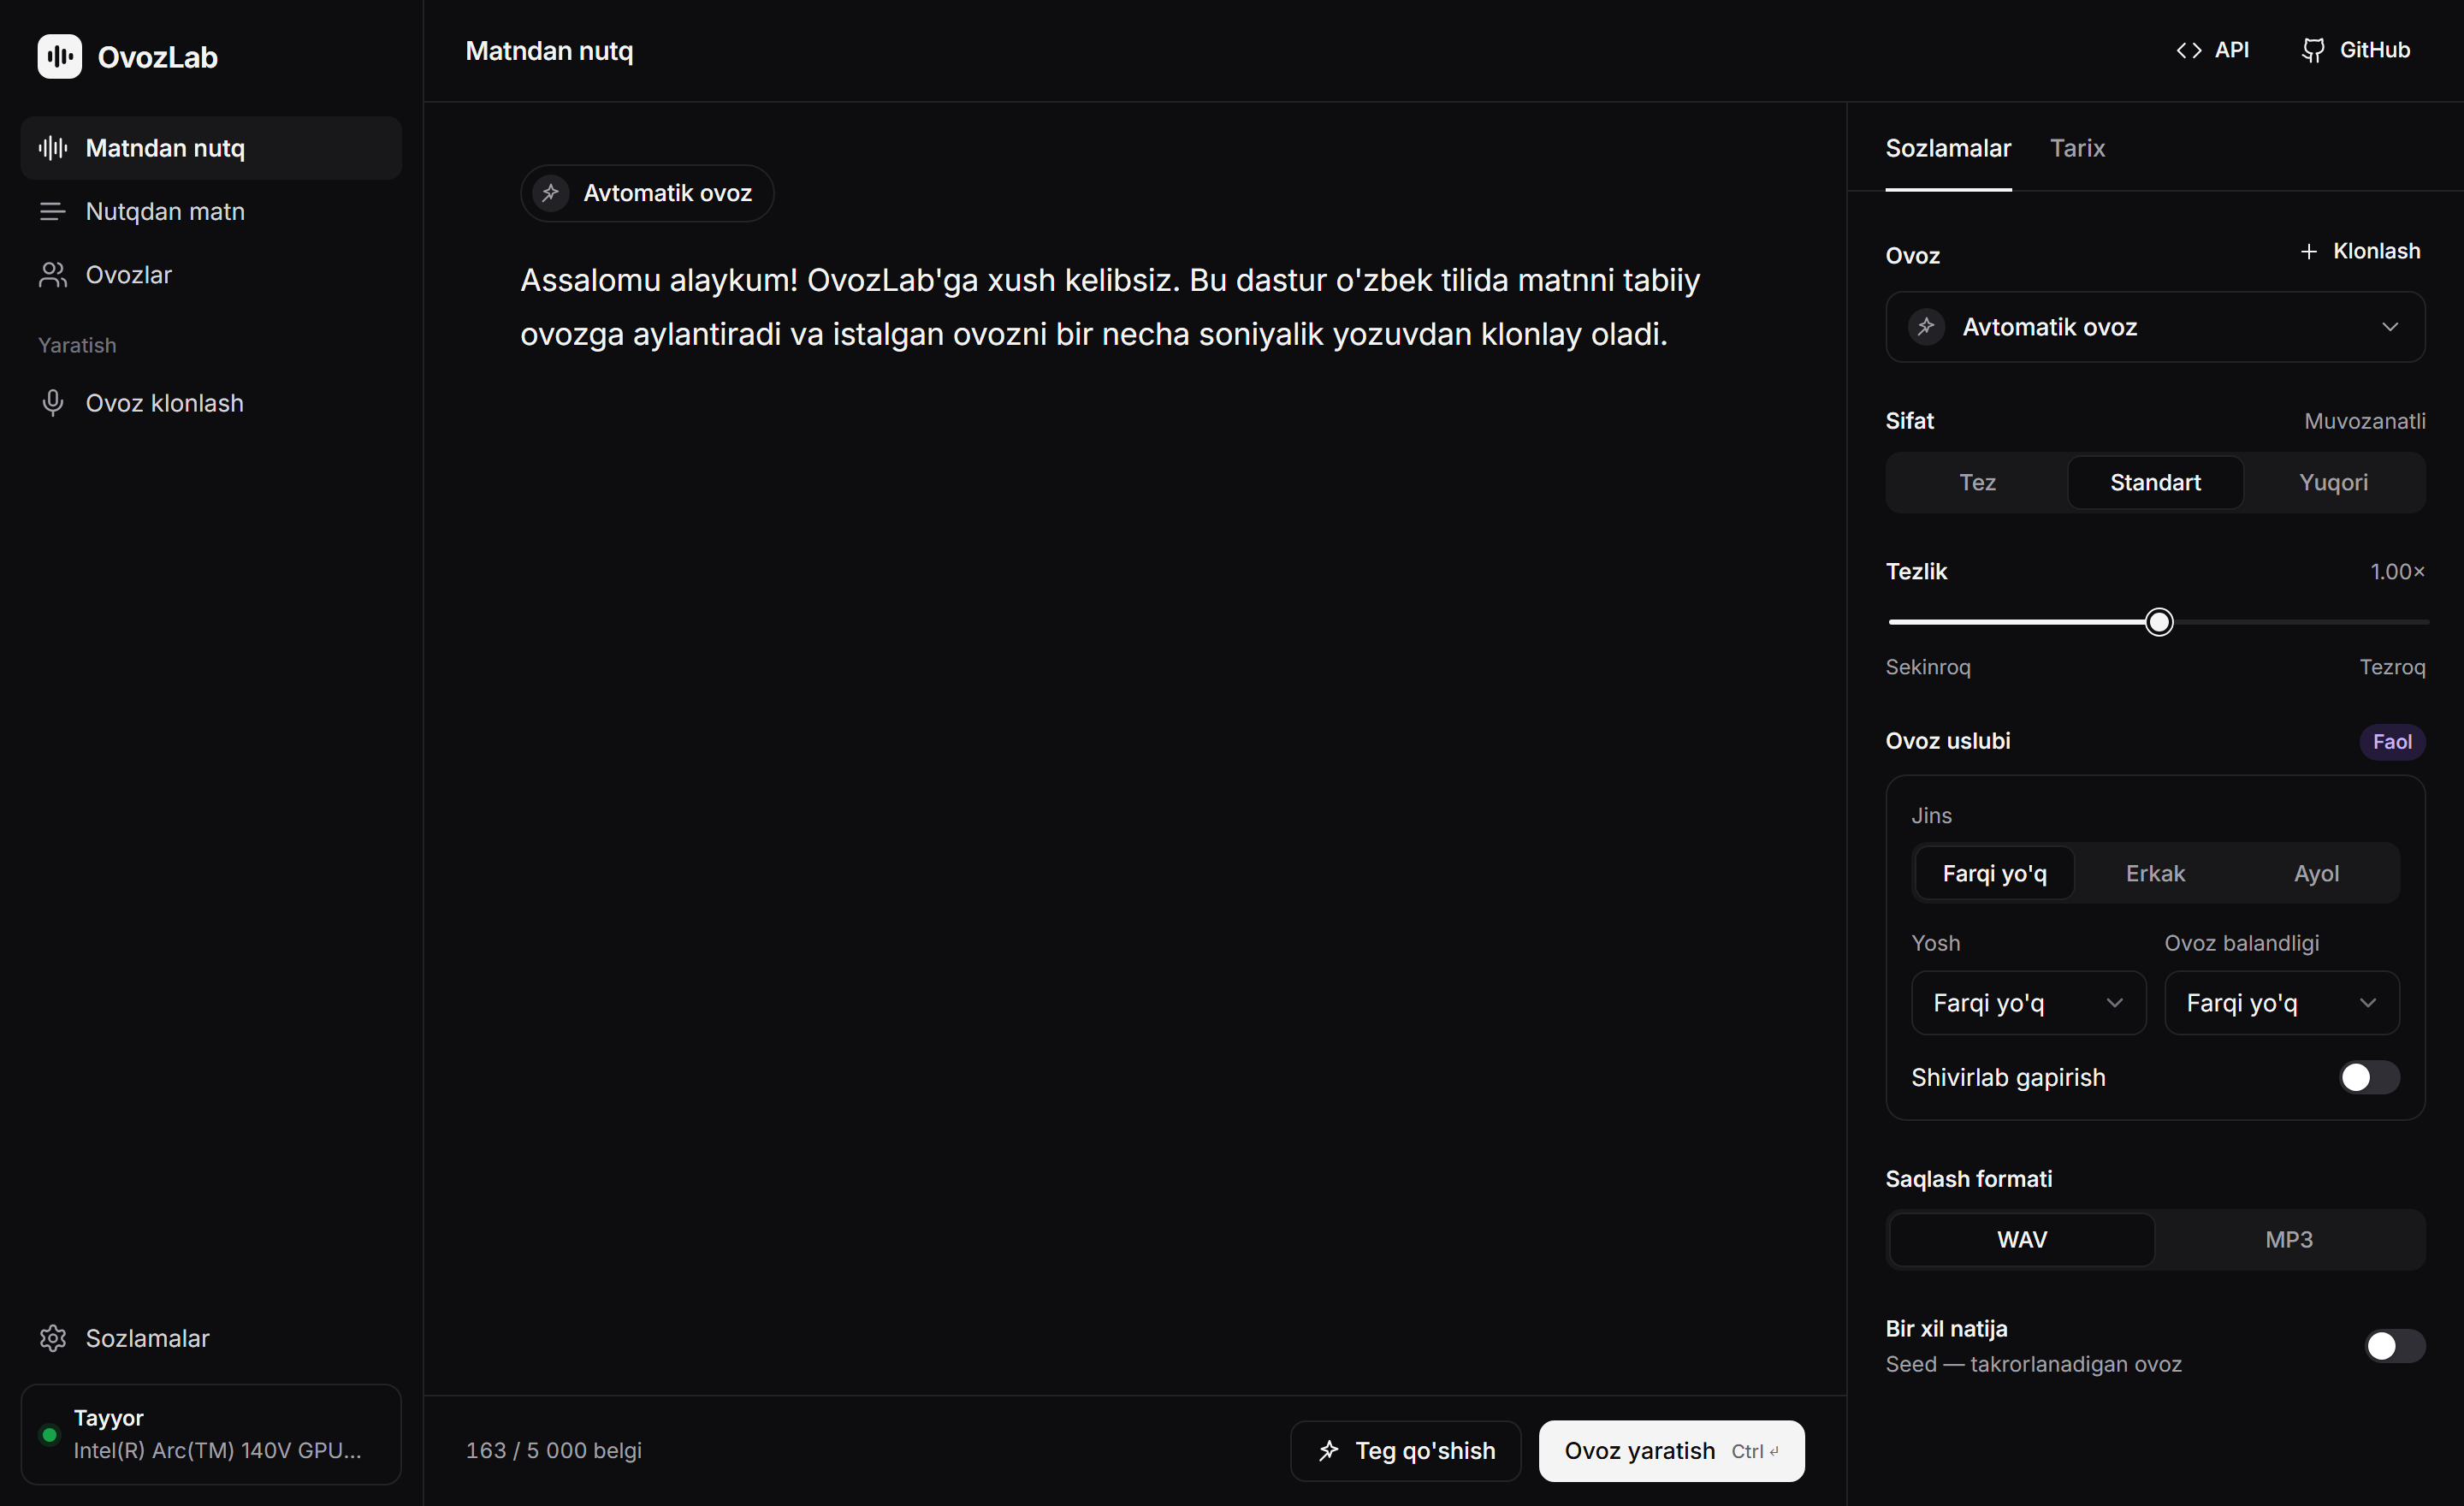 OvozLab
Matndan nutq
Nutqdan matn
Ovozlar
Yaratish
Ovoz klonlash
Sozlamalar
Tayyor
Intel(R) Arc(TM) 140V GPU...
Matndan nutq
API
GitHub
Avtomatik ovoz
Assalomu alaykum! OvozLab'ga xush kelibsiz. Bu dastur o'zbek tilida matnni tabiiy
ovozga aylantiradi va istalgan ovozni bir necha soniyalik yozuvdan klonlay oladi.
163 / 5 000 belgi
Teg qo'shish
Ovoz yaratish Ctrl ↵
Sozlamalar Tarix
Ovoz
+ Klonlash
Avtomatik ovoz
Sifat Muvozanatli
Tez Standart Yuqori
Tezlik 1.00×
Sekinroq Tezroq
Ovoz uslubi Faol
Jins
Farqi yo'q Erkak Ayol
Yosh Ovoz balandligi
Farqi yo'q Farqi yo'q
Shivirlab gapirish
Saqlash formati
WAV MP3
Bir xil natija
Seed — takrorlanadigan ovoz